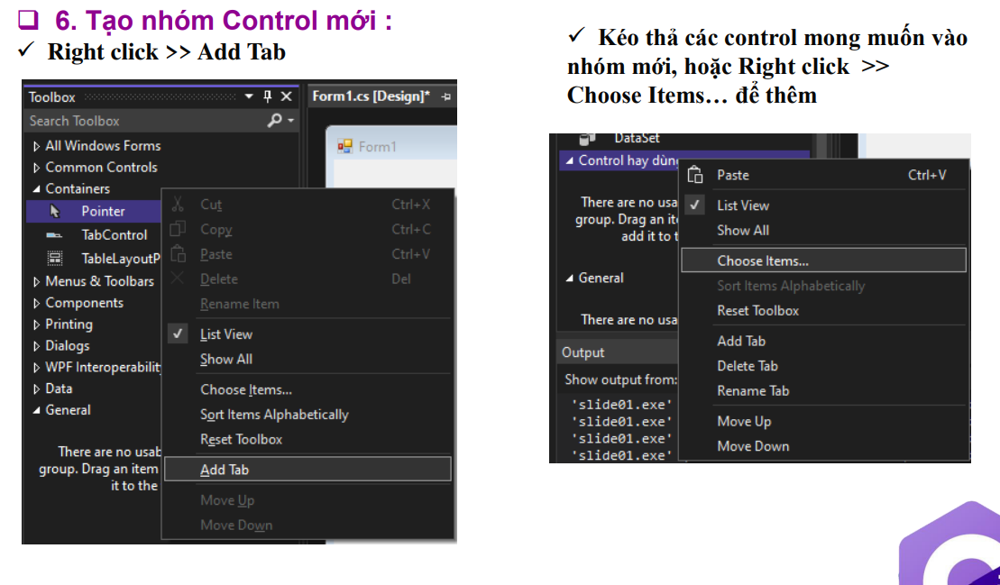 6. Tạo nhóm Control mới :
Right click >> Add Tab
Toolbox
Search Toolbox
All Windows Forms
Common Controls
Containers
Pointer
TabControl
TableLayoutP
Menus & Toolbars
Components
Printing
Dialogs
WPF Interoperability
Data
General
There are no usab
group. Drag an item
it to the
Form1.cs [Design]*
Form1
Cut Ctrl+X
Copy Ctrl+C
Paste Ctrl+V
Delete Del
Rename Item
List View
Show All
Choose Items...
Sort Items Alphabetically
Reset Toolbox
Add Tab
Move Up
Move Down
Kéo thả các control mong muốn vào
nhóm mới, hoặc Right click >>
Choose Items… để thêm
DataSet
Control hay dùng
There are no usa
group. Drag an ite
add it to t
General
There are no usa
Output
Show output from:
'slide01.exe'
'slide01.exe'
'slide01.exe'
'slide01.exe'
Paste Ctrl+V
List View
Show All
Choose Items...
Sort Items Alphabetically
Reset Toolbox
Add Tab
Delete Tab
Rename Tab
Move Up
Move Down